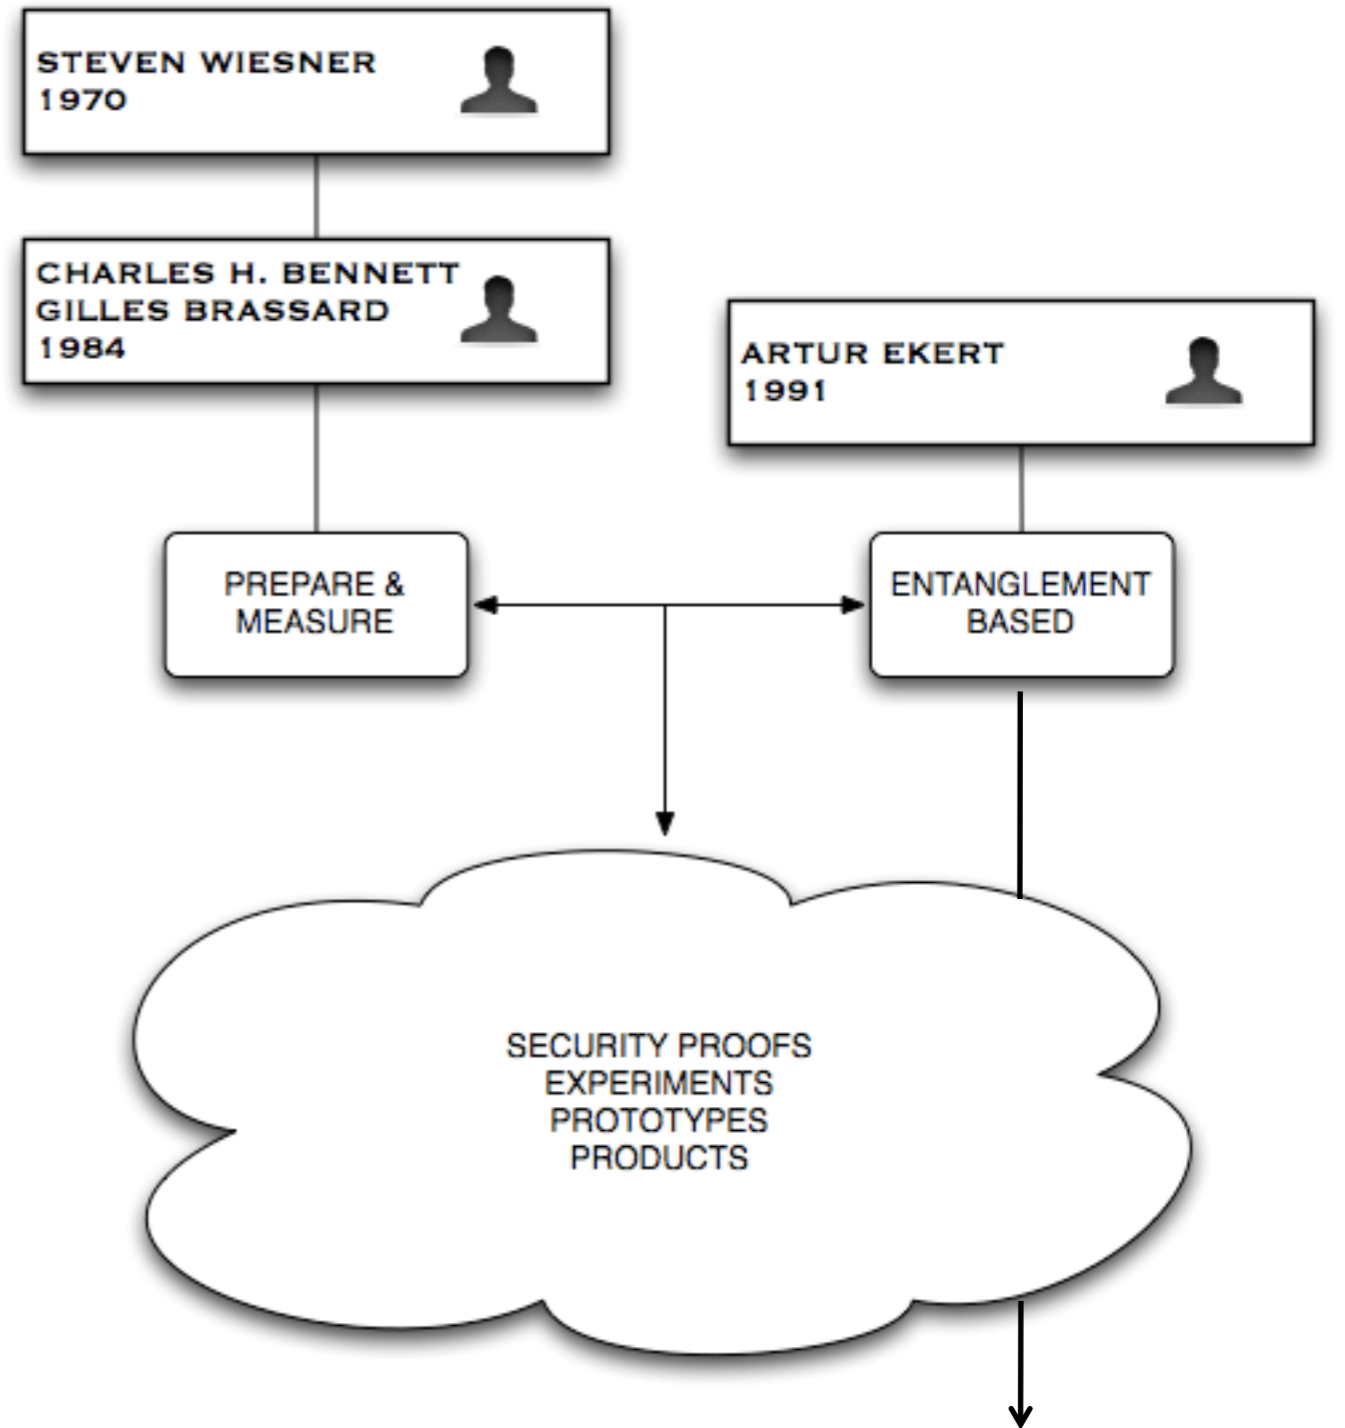 STEVEN WIESNER
1970
CHARLES H. BENNETT
GILLES BRASSARD
1984
ARTUR EKERT
1991
PREPARE &
MEASURE
ENTANGLEMENT
BASED
SECURITY PROOFS
EXPERIMENTS
PROTOTYPES
PRODUCTS